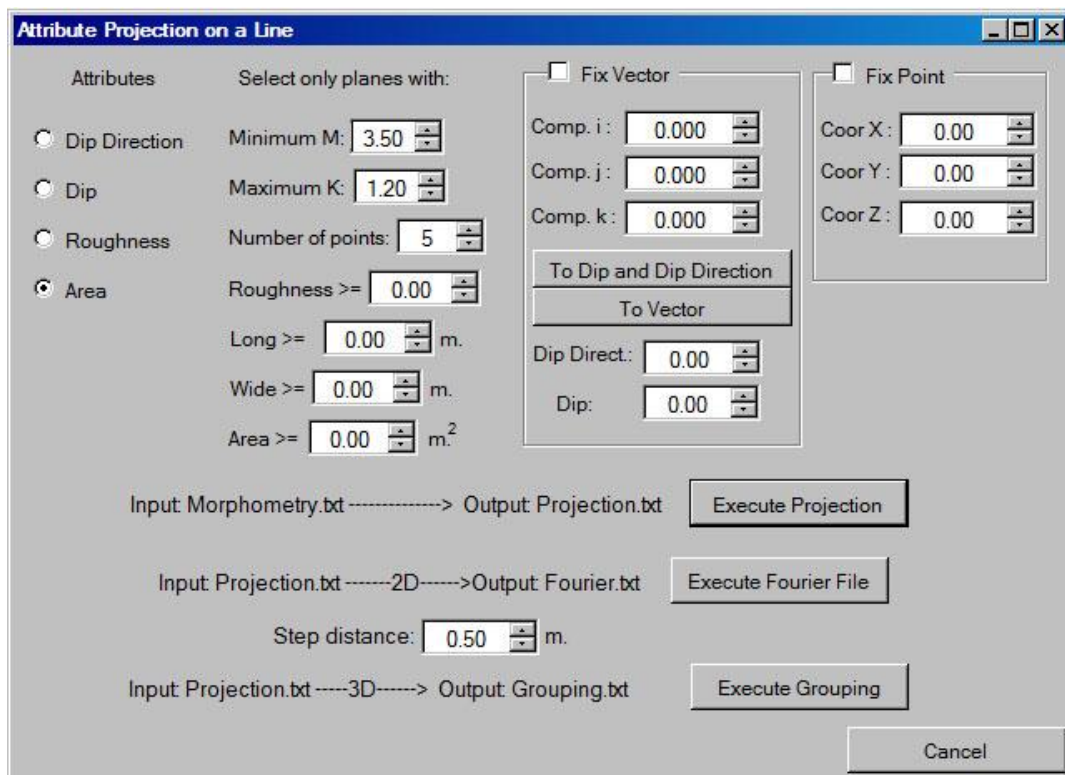 Attribute Projection on a Line
Attributes
Dip Direction
Dip
Roughness
Area
Select only planes with:
Minimum M: 3.50
Maximum K: 1.20
Number of points: 5
Roughness >= 0.00
Long >= 0.00 m.
Wide >= 0.00 m.
Area >= 0.00 m.2
Fix Vector
Comp. i : 0.000
Comp. j : 0.000
Comp. k : 0.000
To Dip and Dip Direction
To Vector
Dip Direct.: 0.00
Dip: 0.00
Fix Point
Coor X : 0.00
Coor Y : 0.00
Coor Z : 0.00
Input: Morphometry.txt --------------> Output: Projection.txt Execute Projection
Input: Projection.txt -------2D------>Output: Fourier.txt Execute Fourier File
Step distance: 0.50 m.
Input: Projection.txt -----3D------> Output: Grouping.txt Execute Grouping
Cancel